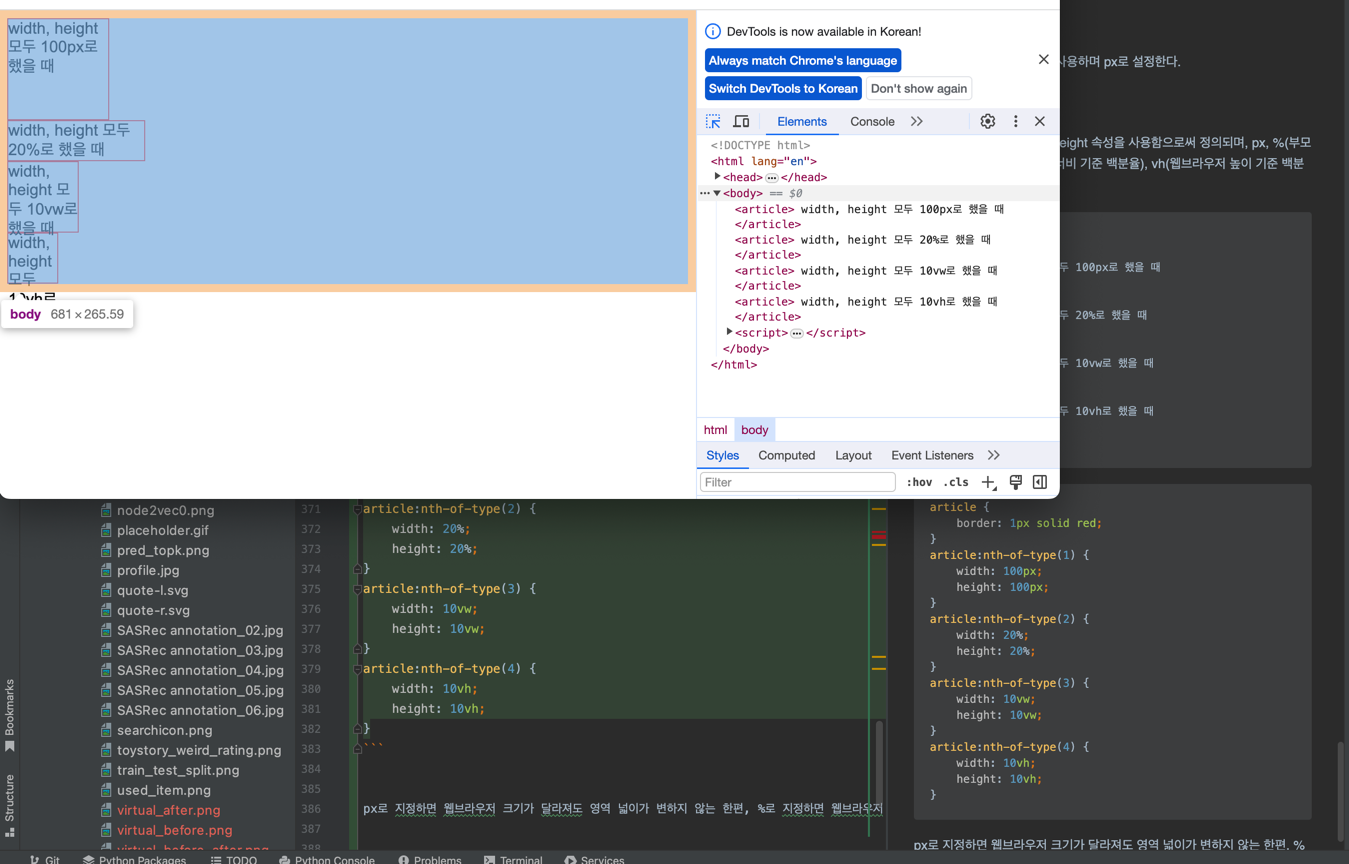 width, height
모두 100px로
했을 때
width, height 모두
20%로 했을 때
width,
height 모
두 10vw로
했을 때
width,
height
모두
body 681 × 265.59
DevTools is now available in Korean!
Always match Chrome's language
Switch DevTools to Korean
Don't show again
Elements
Console
<!DOCTYPE html>
<html lang="en">
<head> … </head>
<body> == $0
<article> width, height 모두 100px로 했을 때
</article>
<article> width, height 모두 20%로 했을 때
</article>
<article> width, height 모두 10vw로 했을 때
</article>
<article> width, height 모두 10vh로 했을 때
</article>
<script> … </script>
</body>
</html>
html body
Styles Computed Layout Event Listeners
Filter
:hov .cls
사용하며 px로 설정한다.
eight 속성을 사용함으로써 정의되며, px, %(부모
비 기준 백분율), vh(웹브라우저 높이 기준 백분
두 100px로 했을 때
두 20%로 했을 때
두 10vw로 했을 때
두 10vh로 했을 때
node2vec0.png
placeholder.gif
pred_topk.png
profile.jpg
quote-l.svg
quote-r.svg
SASRec annotation_02.jpg
SASRec annotation_03.jpg
SASRec annotation_04.jpg
SASRec annotation_05.jpg
SASRec annotation_06.jpg
searchicon.png
toystory_weird_rating.png
train_test_split.png
used_item.png
virtual_after.png
virtual_before.png
virtual_before_after.png
Bookmarks
Structure
371 article:nth-of-type(2) {
372 width: 20%;
373 height: 20%;
374 }
375 article:nth-of-type(3) {
376 width: 10vw;
377 height: 10vw;
378 }
379 article:nth-of-type(4) {
380 width: 10vh;
381 height: 10vh;
382 }
383 ```
384
385
386 px로 지정하면 웹브라우저 크기가 달라져도 영역 넓이가 변하지 않는 한편, %로 지정하면 웹브라우저
387
388
article {
border: 1px solid red;
}
article:nth-of-type(1) {
width: 100px;
height: 100px;
}
article:nth-of-type(2) {
width: 20%;
height: 20%;
}
article:nth-of-type(3) {
width: 10vw;
height: 10vw;
}
article:nth-of-type(4) {
width: 10vh;
height: 10vh;
}
px로 지정하면 웹브라우저 크기가 달라져도 영역 넓이가 변하지 않는 한편, %
Git Python Packages TODO Python Console Problems Terminal Services